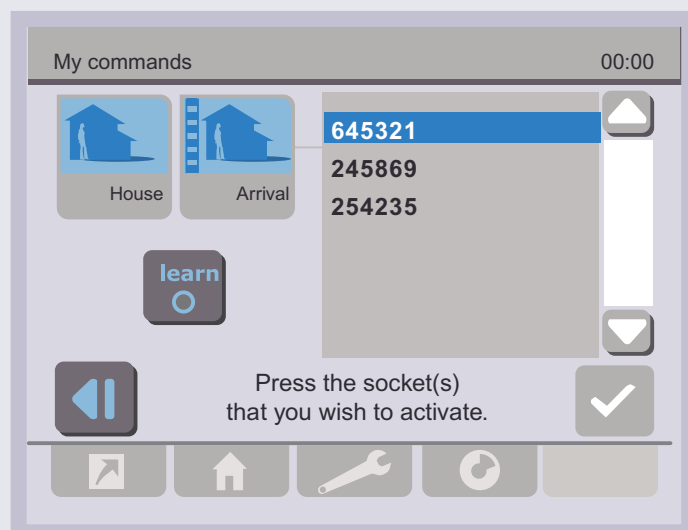 My commands 00:00
House
Arrival
645321
245869
254235
learn
Press the socket(s)
that you wish to activate.